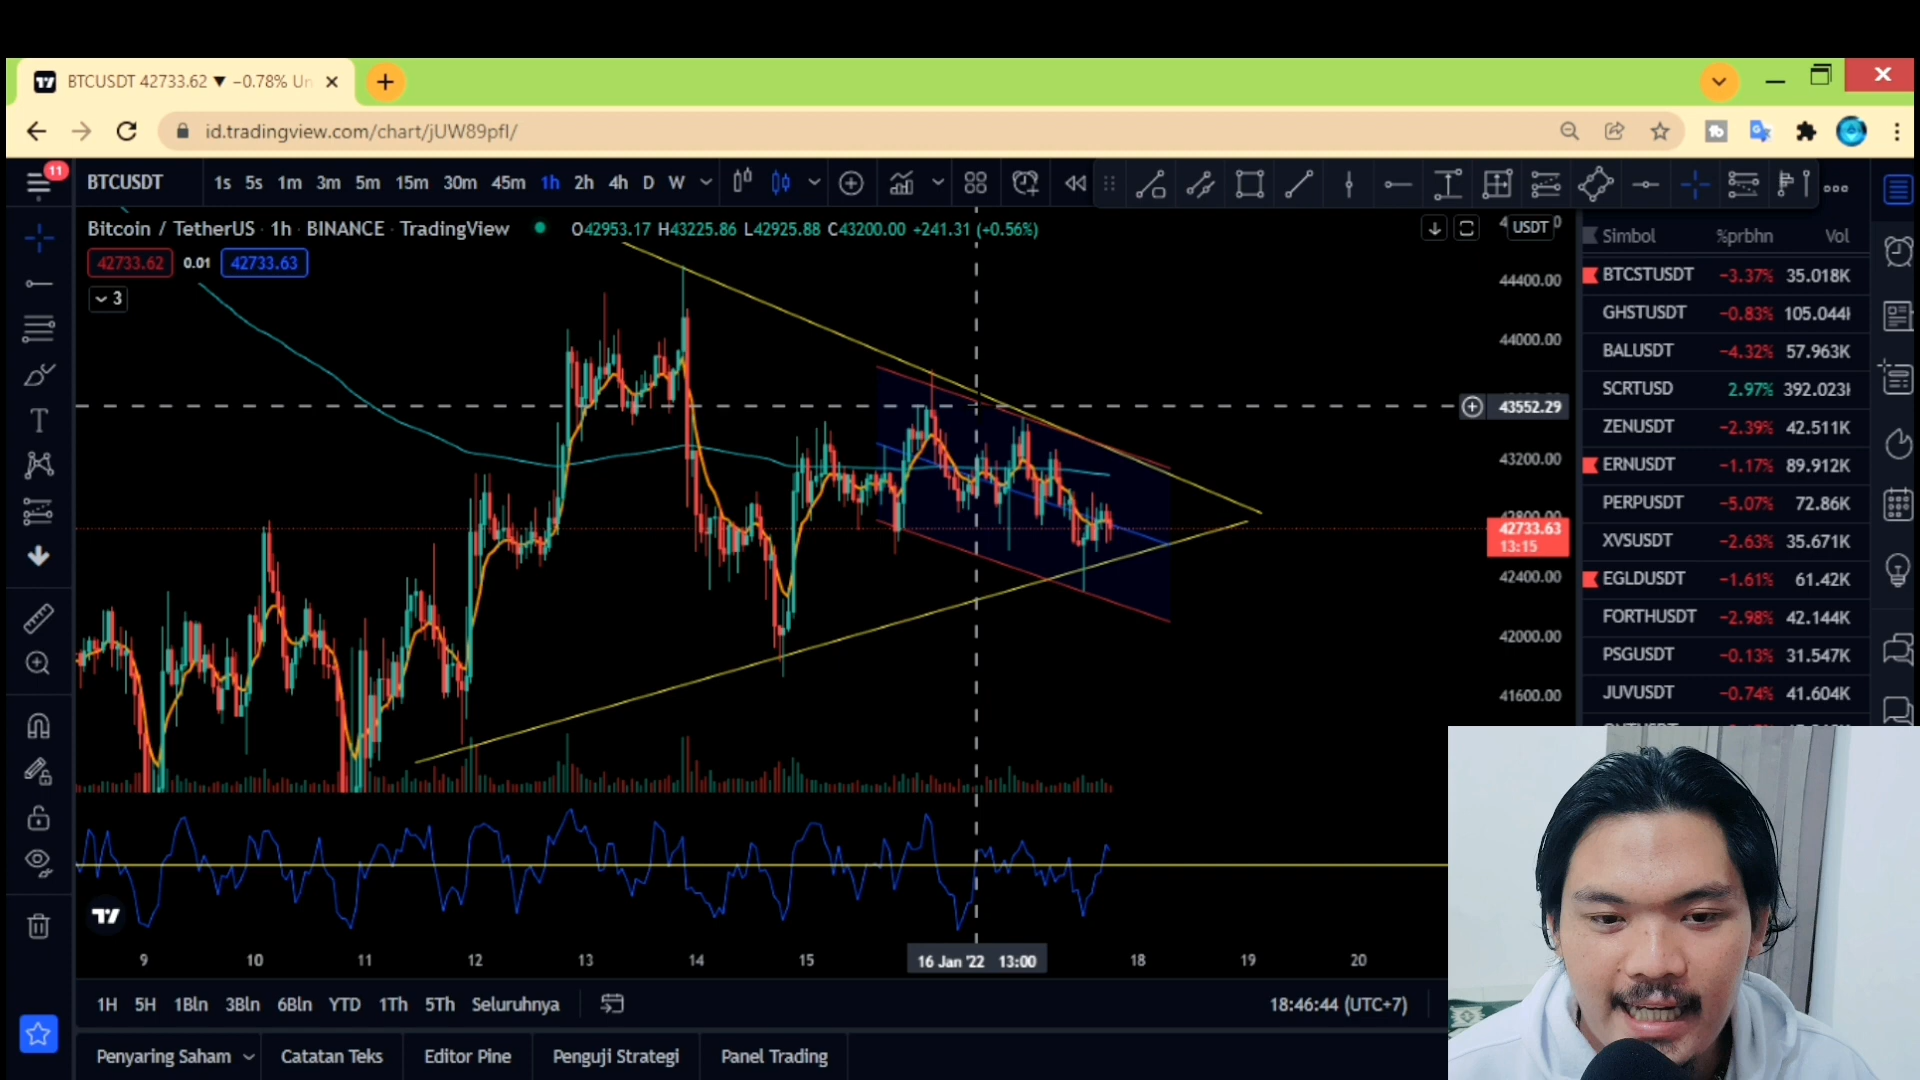 BTCUSDT 42733.62 ▼ −0.78% Un
id.tradingview.com/chart/jUW89pfl/
11
BTCUSDT 1s 5s 1m 3m 5m 15m 30m 45m 1h 2h 4h D W
Bitcoin / TetherUS · 1h · BINANCE · TradingView O42953.17 H43225.86 L42925.88 C43200.00 +241.31 (+0.56%)
42733.62 0.01 42733.63
3
USDT
44400.00
44000.00
43552.29
43200.00
42800.00
42733.63
13:15
42400.00
42000.00
41600.00
Simbol %prbhn Vol
BTCSTUSDT −3.37% 35.018K
GHSTUSDT −0.83% 105.044
BALUSDT −4.32% 57.963K
SCRTUSD 2.97% 392.023
ZENUSDT −2.39% 42.511K
ERNUSDT −1.17% 89.912K
PERPUSDT −5.07% 72.86K
XVSUSDT −2.63% 35.671K
EGLDUSDT −1.61% 61.42K
FORTHUSDT −2.98% 42.144K
PSGUSDT −0.13% 31.547K
JUVUSDT −0.74% 41.604K
9 10 11 12 13 14 15 16 Jan '22 13:00 18 19 20
1H 5H 1Bln 3Bln 6Bln YTD 1Th 5Th Seluruhnya 18:46:44 (UTC+7)
Penyaring Saham Catatan Teks Editor Pine Penguji Strategi Panel Trading